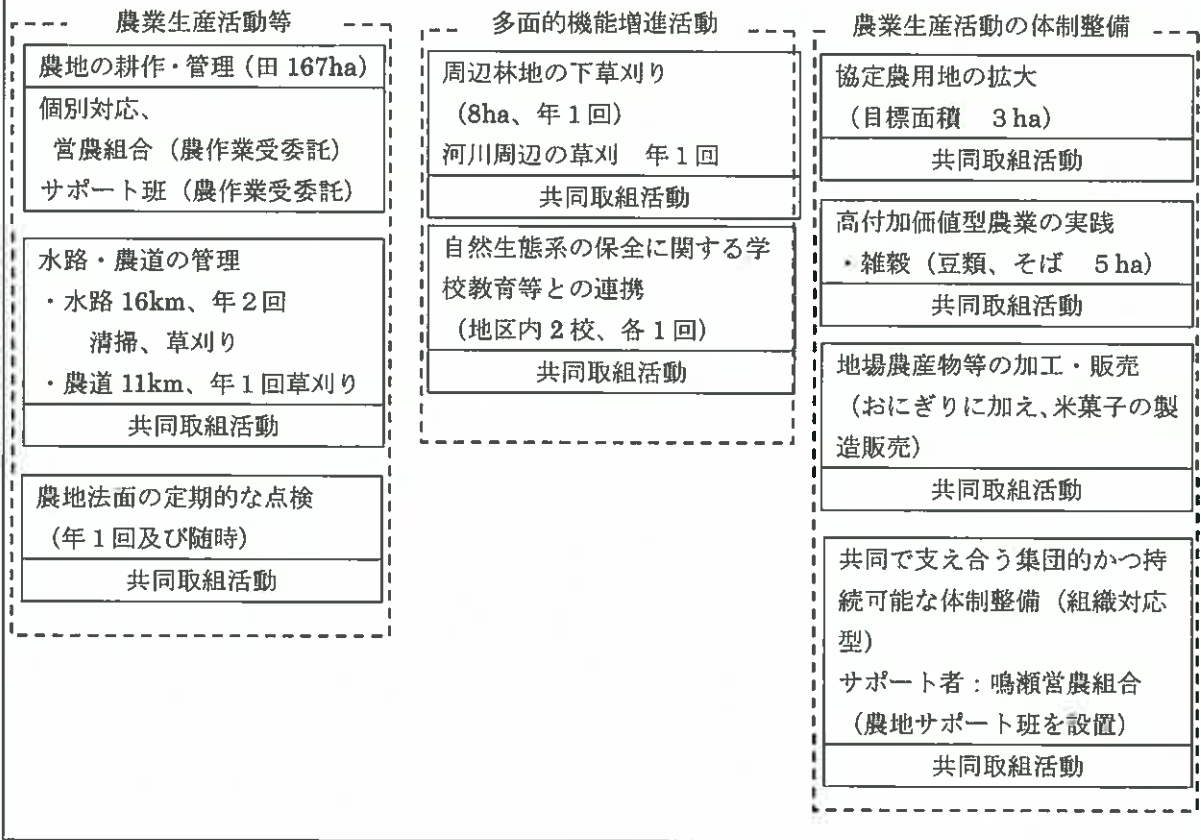 農業生産活動等
農地の耕作・管理（田 167ha）
個別対応、
営農組合（農作業受委託）
サポート班（農作業受委託）
水路・農道の管理
・水路 16km、年２回
清掃、草刈り
・農道 11km、年１回草刈り
共同取組活動
農地法面の定期的な点検
（年１回及び随時）
共同取組活動
多面的機能増進活動
周辺林地の下草刈り
（8ha、年１回）
河川周辺の草刈　年１回
共同取組活動
自然生態系の保全に関する学
校教育等との連携
（地区内２校、各１回）
共同取組活動
農業生産活動の体制整備
協定農用地の拡大
（目標面積　３ha）
共同取組活動
高付加価値型農業の実践
・雑穀（豆類、そば　５ha）
共同取組活動
地場農産物等の加工・販売
（おにぎりに加え、米菓子の製
造販売）
共同取組活動
共同で支え合う集団的かつ持
続可能な体制整備（組織対応
型）
サポート者：鳴瀬営農組合
（農地サポート班を設置）
共同取組活動